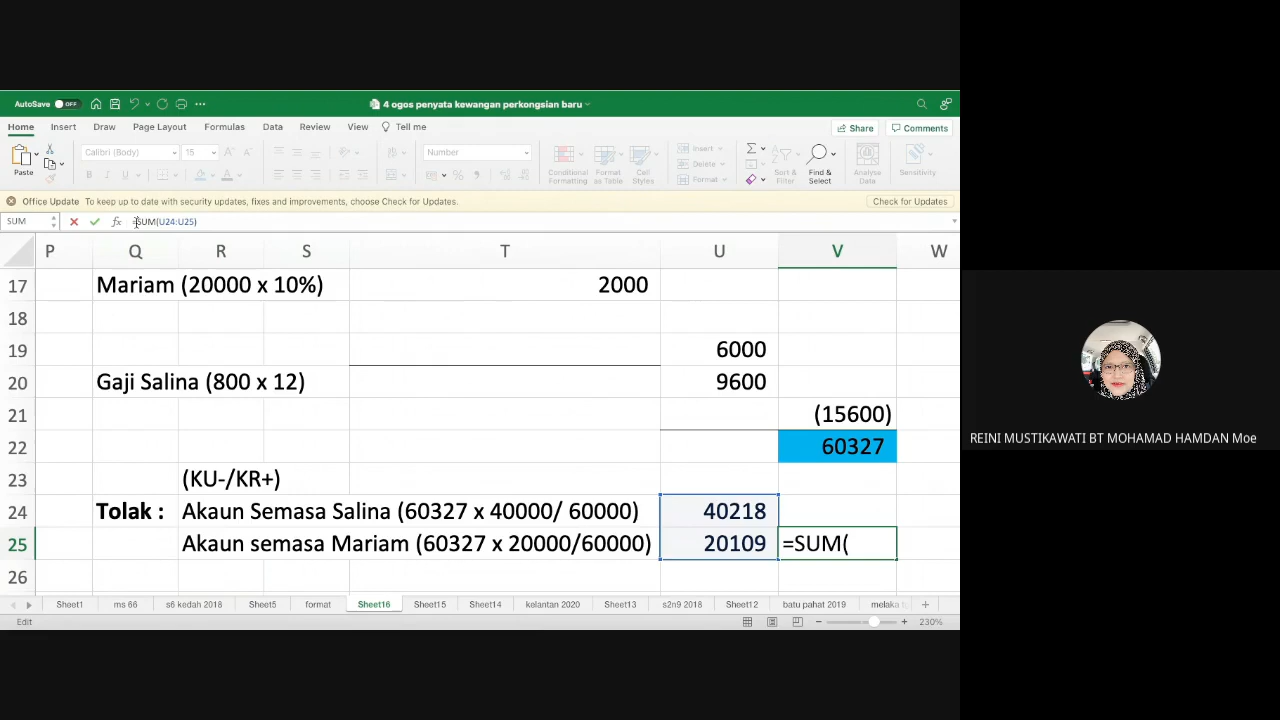 AutoSave OFF
4 ogos penyata kewangan perkongsian baru
Home Insert Draw Page Layout Formulas Data Review View Tell me
Share Comments
Paste
Calibri (Body) 15
Number
Conditional Formatting
Format as Table
Cell Styles
Insert
Delete
Format
Sort & Filter
Find & Select
Analyse Data
Sensitivity
Office Update To keep up to date with security updates, fixes and improvements, choose Check for Updates.
Check for Updates
SUM fx =SUM(U24:U25)
P Q R S T U V W
17 Mariam (20000 x 10%) 2000
18
19 6000
20 Gaji Salina (800 x 12) 9600
21 (15600)
22 60327
23 (KU-/KR+)
24 Tolak : Akaun Semasa Salina (60327 x 40000/ 60000) 40218
25 Akaun semasa Mariam (60327 x 20000/60000) 20109 =SUM(
26
Sheet1 ms 66 s6 kedah 2018 Sheet5 format Sheet16 Sheet15 Sheet14 kelantan 2020 Sheet13 s2n9 2018 Sheet12 batu pahat 2019 melaka
Edit
230%
REINI MUSTIKAWATI BT MOHAMAD HAMDAN Moe